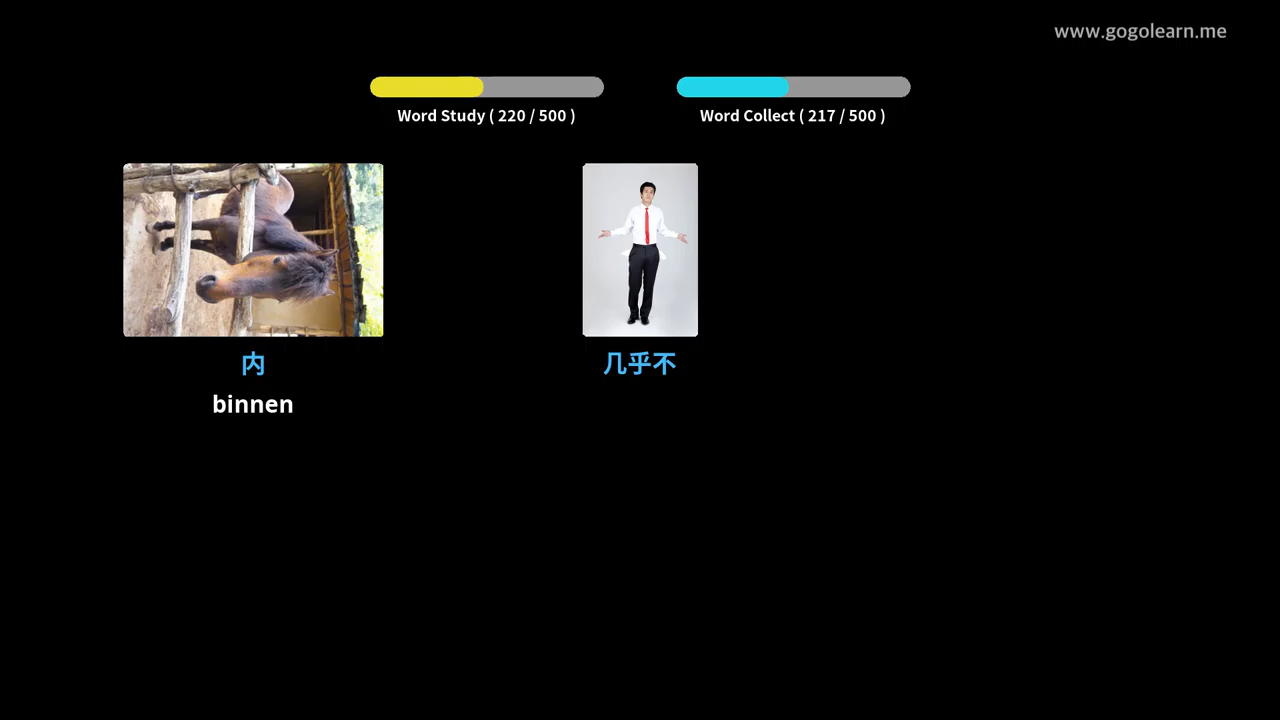 www.gogolearn.me
Word Study ( 220 / 500 )
Word Collect ( 217 / 500 )
内
几乎不
binnen